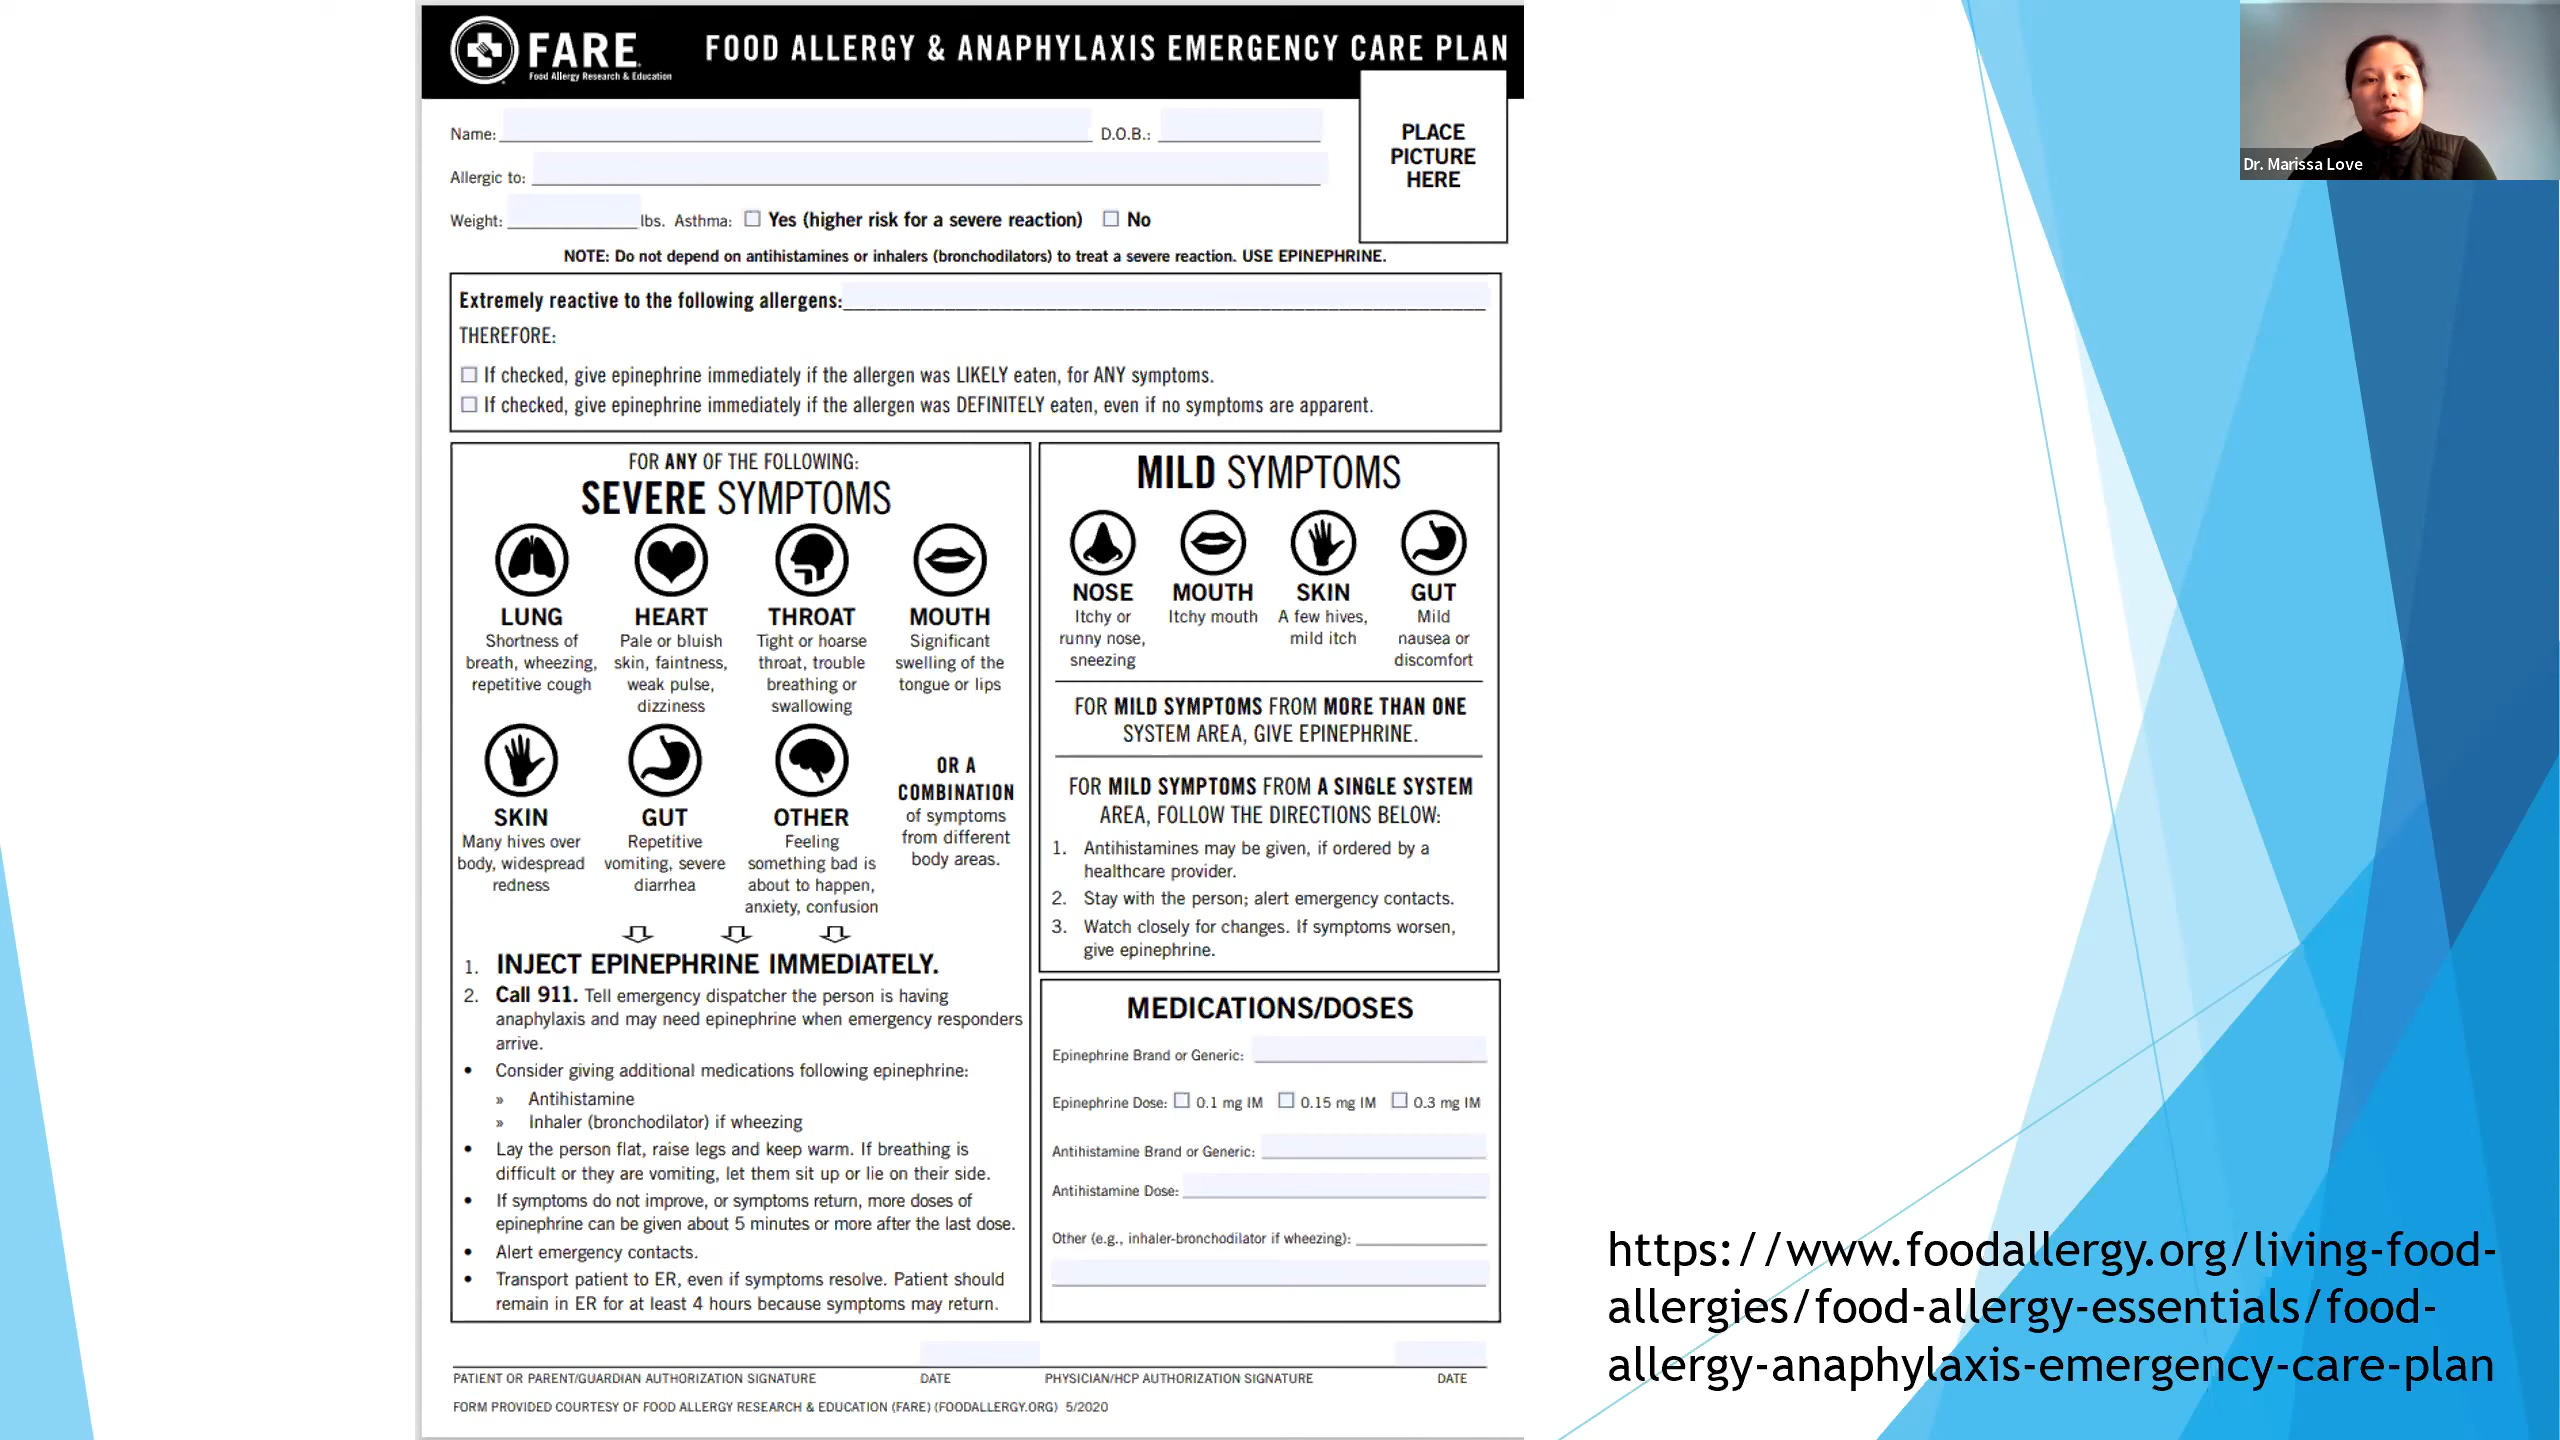 FARE
Food Allergy Research & Education
FOOD ALLERGY & ANAPHYLAXIS EMERGENCY CARE PLAN
Name:
D.O.B.:
PLACE
PICTURE
HERE
Allergic to:
Weight: lbs. Asthma: Yes (higher risk for a severe reaction) No
NOTE: Do not depend on antihistamines or inhalers (bronchodilators) to treat a severe reaction. USE EPINEPHRINE.
Extremely reactive to the following allergens:
THEREFORE:
If checked, give epinephrine immediately if the allergen was LIKELY eaten, for ANY symptoms.
If checked, give epinephrine immediately if the allergen was DEFINITELY eaten, even if no symptoms are apparent.
FOR ANY OF THE FOLLOWING:
SEVERE SYMPTOMS
LUNG
Shortness of
breath, wheezing,
repetitive cough
HEART
Pale or bluish
skin, faintness,
weak pulse,
dizziness
THROAT
Tight or hoarse
throat, trouble
breathing or
swallowing
MOUTH
Significant
swelling of the
tongue or lips
SKIN
Many hives over
body, widespread
redness
GUT
Repetitive
vomiting, severe
diarrhea
OTHER
Feeling
something bad is
about to happen,
anxiety, confusion
OR A
COMBINATION
of symptoms
from different
body areas.
1. INJECT EPINEPHRINE IMMEDIATELY.
2. Call 911. Tell emergency dispatcher the person is having
anaphylaxis and may need epinephrine when emergency responders
arrive.
• Consider giving additional medications following epinephrine:
» Antihistamine
» Inhaler (bronchodilator) if wheezing
• Lay the person flat, raise legs and keep warm. If breathing is
difficult or they are vomiting, let them sit up or lie on their side.
• If symptoms do not improve, or symptoms return, more doses of
epinephrine can be given about 5 minutes or more after the last dose.
• Alert emergency contacts.
• Transport patient to ER, even if symptoms resolve. Patient should
remain in ER for at least 4 hours because symptoms may return.
MILD SYMPTOMS
NOSE
Itchy or
runny nose,
sneezing
MOUTH
Itchy mouth
SKIN
A few hives,
mild itch
GUT
Mild
nausea or
discomfort
FOR MILD SYMPTOMS FROM MORE THAN ONE
SYSTEM AREA, GIVE EPINEPHRINE.
FOR MILD SYMPTOMS FROM A SINGLE SYSTEM
AREA, FOLLOW THE DIRECTIONS BELOW:
1. Antihistamines may be given, if ordered by a
healthcare provider.
2. Stay with the person; alert emergency contacts.
3. Watch closely for changes. If symptoms worsen,
give epinephrine.
MEDICATIONS/DOSES
Epinephrine Brand or Generic:
Epinephrine Dose: 0.1 mg IM 0.15 mg IM 0.3 mg IM
Antihistamine Brand or Generic:
Antihistamine Dose:
Other (e.g., inhaler-bronchodilator if wheezing):
PATIENT OR PARENT/GUARDIAN AUTHORIZATION SIGNATURE DATE PHYSICIAN/HCP AUTHORIZATION SIGNATURE DATE
FORM PROVIDED COURTESY OF FOOD ALLERGY RESEARCH & EDUCATION (FARE) (FOODALLERGY.ORG) 5/2020
Dr. Marissa Love
https://www.foodallergy.org/living-food-
allergies/food-allergy-essentials/food-
allergy-anaphylaxis-emergency-care-plan